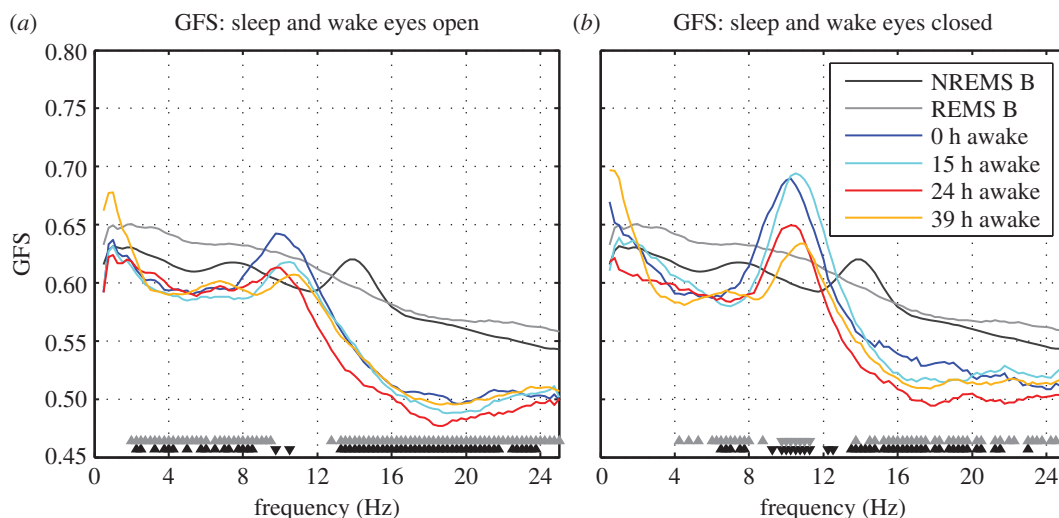 (a) GFS: sleep and wake eyes open
(b) GFS: sleep and wake eyes closed
GFS
0.80
0.75
0.70
0.65
0.60
0.55
0.50
0.45
0 4 8 12 16 20 24
frequency (Hz)
NREMS B
REMS B
0 h awake
15 h awake
24 h awake
39 h awake
0 4 8 12 16 20 24
frequency (Hz)